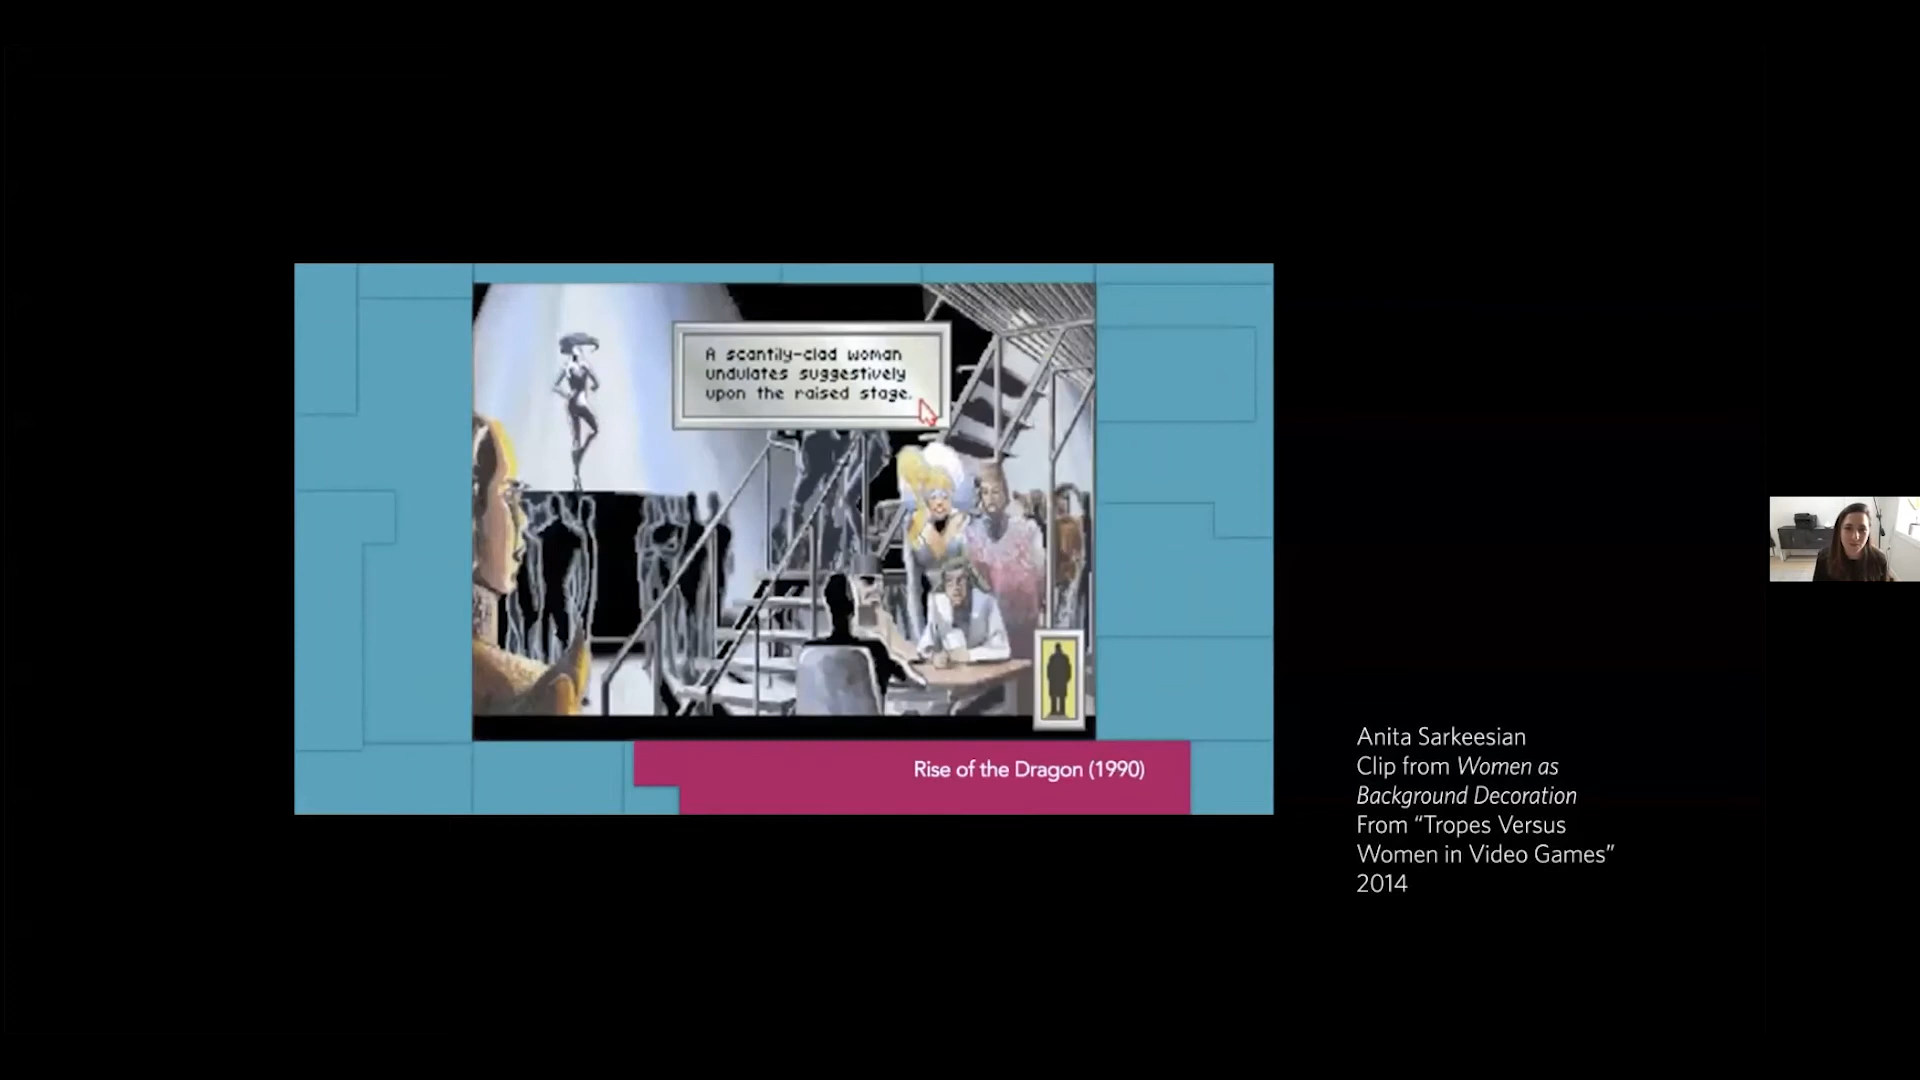 A scantily-clad woman
undulates suggestively
upon the raised stage.
Rise of the Dragon (1990)
Anita Sarkeesian
Clip from Women as
Background Decoration
From “Tropes Versus
Women in Video Games”
2014